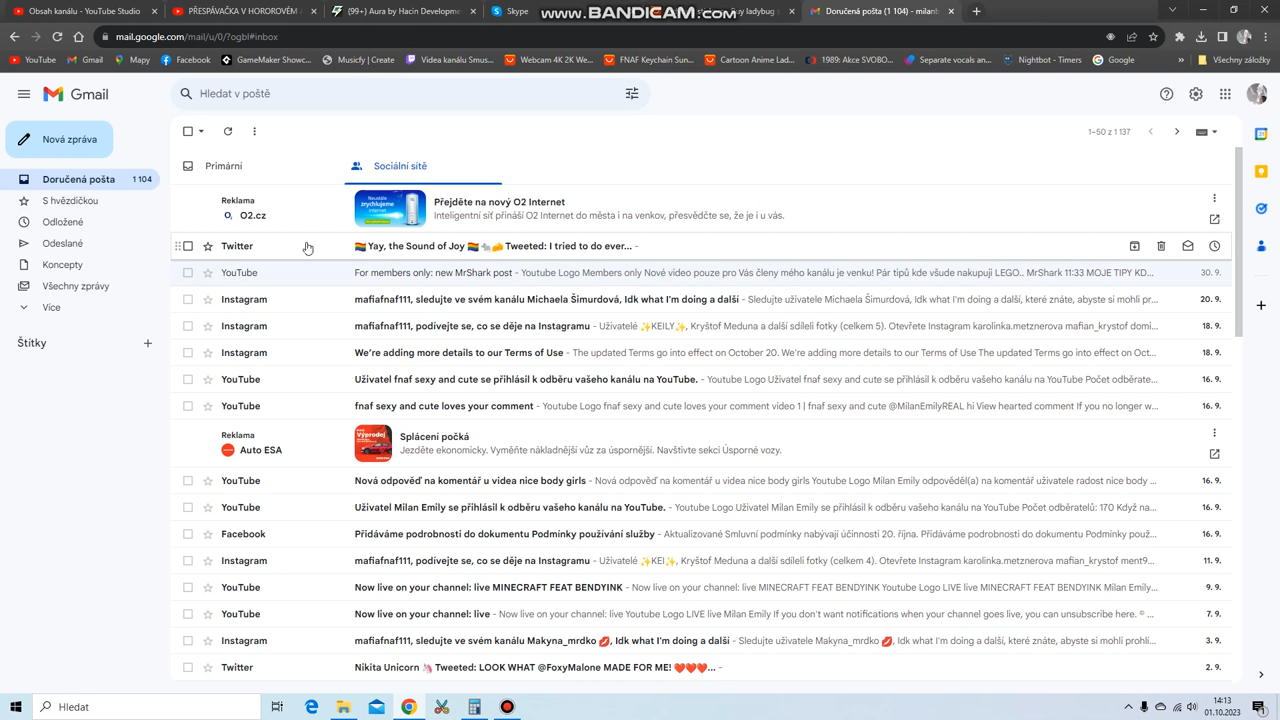 Obsah kanálu - YouTube Studio
PŘESPÁVAČKA V HOROROVÉM
(99+) Aura by Hacin Developme
Skype
www.BANDICAM.com
Doručená pošta (1 104) - milan
mail.google.com/mail/u/0/?ogbl#inbox
YouTube
Gmail
Mapy
Facebook
GameMaker Showc...
Musicfy | Create
Videa kanálu Smus...
Webcam 4K 2K We...
FNAF Keychain Sun...
Cartoon Anime Lad...
1989: Akce SVOBO...
Separate vocals an...
Nightbot - Timers
Google
»
Všechny záložky
Gmail
Hledat v poště
Nová zpráva
Doručená pošta 1 104
S hvězdičkou
Odložené
Odeslané
Koncepty
Všechny zprávy
Více
Štítky
1–50 z 1 137
Primární
Sociální sítě
Reklama
O2.cz
Neustále zrychlujeme internet
Přejděte na nový O2 Internet
Inteligentní síť přináší O2 Internet do města i na venkov, přesvědčte se, že je i u vás.
Twitter 🏳️‍🌈 Yay, the Sound of Joy 🏳️‍🌈🐀🧀 Tweeted: I tried to do ever... -
YouTube For members only: new MrShark post - Youtube Logo Members only Nové video pouze pro Vás členy mého kanálu je venku! Pár tipů kde všude nakupuji LEGO.. MrShark 11:33 MOJE TIPY KD... 30. 9.
Instagram mafiafnaf111, sledujte ve svém kanálu Michaela Šimurdová, Idk what I'm doing a další - Sledujte uživatele Michaela Šimurdová, Idk what I'm doing a další, které znáte, abyste si mohli pr... 20. 9.
Instagram mafiafnaf111, podívejte se, co se děje na Instagramu - Uživatelé ✨KEILY✨, Kryštof Meduna a další sdíleli fotky (celkem 5). Otevřete Instagram karolinka.metznerova mafian_krystof domi... 18. 9.
Instagram We're adding more details to our Terms of Use - The updated Terms go into effect on October 20. We're adding more details to our Terms of Use The updated Terms go into effect on Octob... 18. 9.
YouTube Uživatel fnaf sexy and cute se přihlásil k odběru vašeho kanálu na YouTube. - Youtube Logo Uživatel fnaf sexy and cute se přihlásil k odběru vašeho kanálu na YouTube Počet odběrate... 16. 9.
YouTube fnaf sexy and cute loves your comment - Youtube Logo fnaf sexy and cute loves your comment video 1 | fnaf sexy and cute @MilanEmilyREAL hi View hearted comment If you no longer w... 16. 9.
Reklama
Auto ESA
Výprodej
Splácení počká
Jezděte ekonomicky. Vyměňte nákladnější vůz za úspornější. Navštivte sekci Úsporné vozy.
YouTube Nová odpověď na komentář u videa nice body girls - Nová odpověď na komentář u videa nice body girls Youtube Logo Milan Emily odpověděl(a) na komentář uživatele radost nice body ... 16. 9.
YouTube Uživatel Milan Emily se přihlásil k odběru vašeho kanálu na YouTube. - Youtube Logo Uživatel Milan Emily se přihlásil k odběru vašeho kanálu na YouTube Počet odběratelů: 170 Když na... 16. 9.
Facebook Přidáváme podrobnosti do dokumentu Podmínky používání služby - Aktualizované Smluvní podmínky nabývají účinnosti 20. října. Přidáváme podrobnosti do dokumentu Podmínky použ... 16. 9.
Instagram mafiafnaf111, podívejte se, co se děje na Instagramu - Uživatelé ✨KEI✨, Kryštof Meduna a další sdíleli fotky (celkem 4). Otevřete Instagram karolinka.metznerova mafian_krystof ment9... 11. 9.
YouTube Now live on your channel: live MINECRAFT FEAT BENDYINK - Now live on your channel: live MINECRAFT FEAT BENDYINK Youtube Logo LIVE live MINECRAFT FEAT BENDYINK Milan Emily... 9. 9.
YouTube Now live on your channel: live - Now live on your channel: live Youtube Logo LIVE live Milan Emily If you don't want notifications when your channel goes live, you can unsubscribe here. © ... 7. 9.
Instagram mafiafnaf111, sledujte ve svém kanálu Makyna_mrdko 💋, Idk what I'm doing a další - Sledujte uživatele Makyna_mrdko 💋, Idk what I'm doing a další, které znáte, abyste si mohli prohlí... 3. 9.
Twitter Nikita Unicorn 🦄 Tweeted: LOOK WHAT @FoxyMalone MADE FOR ME! ❤️❤️❤️... - 2. 9.
Hledat
14:13
01.10.2023